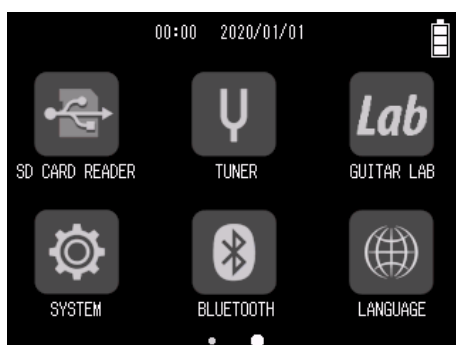 00:00 2020/01/01
Lab
SD CARD READER TUNER GUITAR LAB
SYSTEM BLUETOOTH LANGUAGE